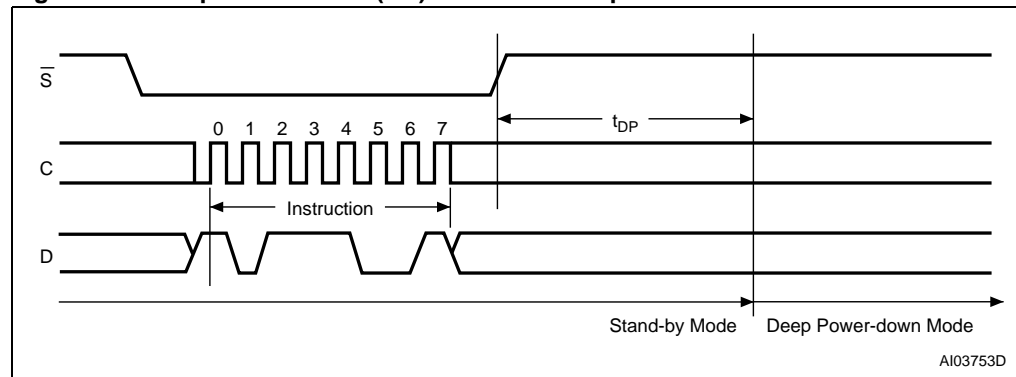 S
0 1 2 3 4 5 6 7
tDP
C
Instruction
D
Stand-by Mode Deep Power-down Mode
AI03753D